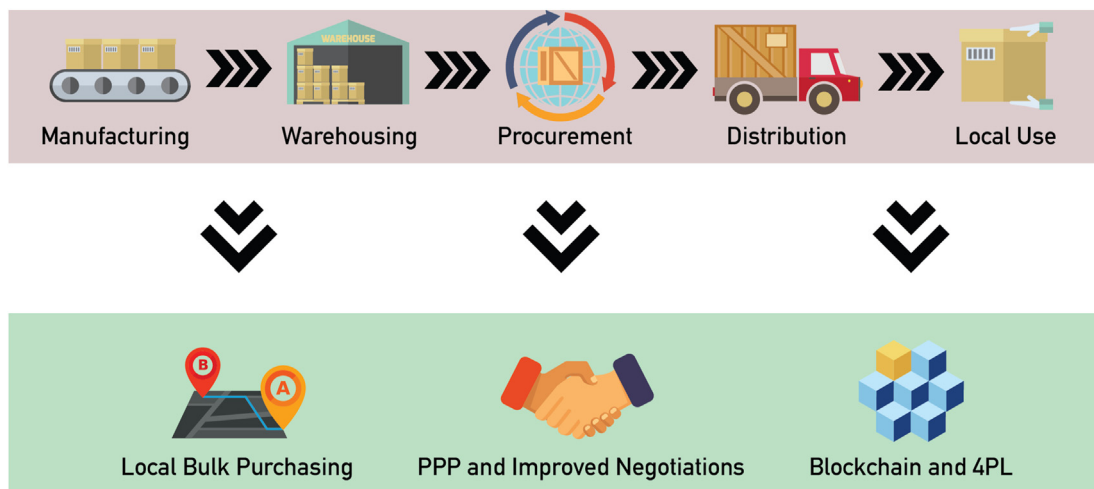 WAREHOUSE
Manufacturing
Warehousing
Procurement
Distribution
Local Use
B
A
Local Bulk Purchasing
PPP and Improved Negotiations
Blockchain and 4PL